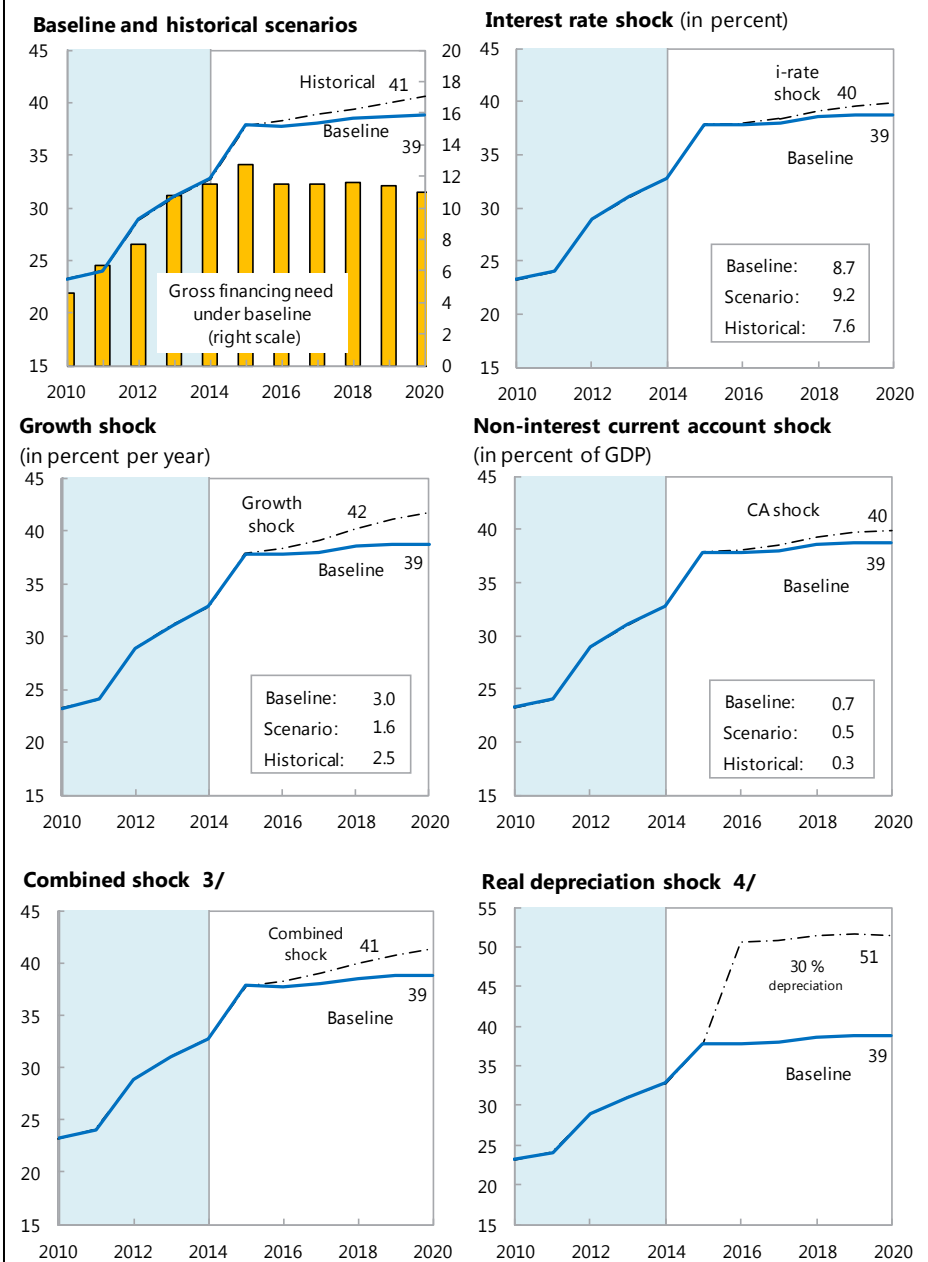 Baseline and historical scenarios
45
40
35
30
25
20
15
20
18
16
14
12
10
8
6
4
2
0
Historical 41
Baseline
39
Gross financing need
under baseline
(right scale)
2010 2012 2014 2016 2018 2020
Interest rate shock (in percent)
45
40
35
30
25
20
15
i-rate
shock 40
39
Baseline
Baseline: 8.7
Scenario: 9.2
Historical: 7.6
2010 2012 2014 2016 2018 2020
Growth shock
(in percent per year)
45
40
35
30
25
20
15
Growth
shock 42
Baseline 39
Baseline: 3.0
Scenario: 1.6
Historical: 2.5
2010 2012 2014 2016 2018 2020
Non-interest current account shock
(in percent of GDP)
45
40
35
30
25
20
15
CA shock 40
39
Baseline
Baseline: 0.7
Scenario: 0.5
Historical: 0.3
2010 2012 2014 2016 2018 2020
Combined shock 3/
45
40
35
30
25
20
15
Combined
shock 41
39
Baseline
2010 2012 2014 2016 2018 2020
Real depreciation shock 4/
55
50
45
40
35
30
25
20
15
51
30 %
depreciation
39
Baseline
2010 2012 2014 2016 2018 2020